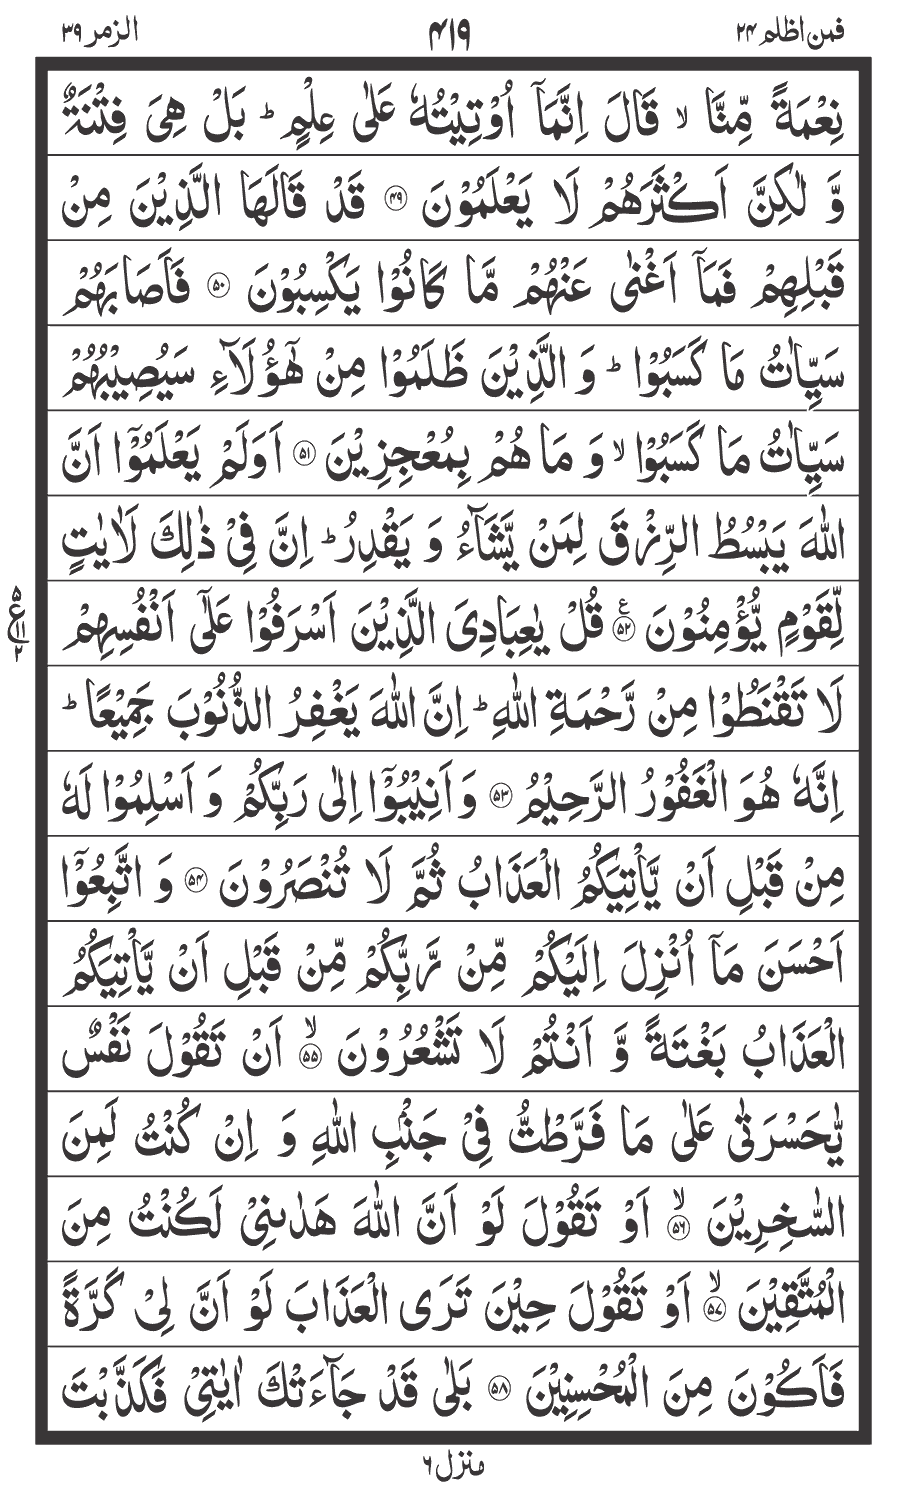 فمن اظلم ۲۴ ۴۱۹ الزمر ۳۹
نِعْمَةً مِّنَّا ۙ قَالَ اِنَّمَاۤ اُوْتِيْتُهٗ عَلٰى عِلْمٍ ؕ بَلْ هِىَ فِتْنَةٌ
وَّ لٰكِنَّ اَكْثَرَهُمْ لَا يَعْلَمُوْنَ ۴۹ قَدْ قَالَهَا الَّذِيْنَ مِنْ
قَبْلِهِمْ فَمَاۤ اَغْنٰى عَنْهُمْ مَّا كَانُوْا يَكْسِبُوْنَ ۵۰ فَاَصَابَهُمْ
سَيِّاٰتُ مَا كَسَبُوْا ؕ وَ الَّذِيْنَ ظَلَمُوْا مِنْ هٰۤؤُلَآءِ سَيُصِيْبُهُمْ
سَيِّاٰتُ مَا كَسَبُوْا ۙ وَ مَا هُمْ بِمُعْجِزِيْنَ ۵۱ اَوَلَمْ يَعْلَمُوْۤا اَنَّ
اللّٰهَ يَبْسُطُ الرِّزْقَ لِمَنْ يَّشَآءُ وَ يَقْدِرُ ؕ اِنَّ فِىْ ذٰلِكَ لَاٰيٰتٍ
لِّقَوْمٍ يُّؤْمِنُوْنَ ۵۲ ع قُلْ يٰعِبَادِىَ الَّذِيْنَ اَسْرَفُوْا عَلٰٓى اَنْفُسِهِمْ
۵ ع ۱۱ ۲
لَا تَقْنَطُوْا مِنْ رَّحْمَةِ اللّٰهِ ؕ اِنَّ اللّٰهَ يَغْفِرُ الذُّنُوْبَ جَمِيْعًا ؕ
اِنَّهٗ هُوَ الْغَفُوْرُ الرَّحِيْمُ ۵۳ وَ اَنِيْبُوْۤا اِلٰى رَبِّكُمْ وَ اَسْلِمُوْا لَهٗ
مِنْ قَبْلِ اَنْ يَّاْتِيَكُمُ الْعَذَابُ ثُمَّ لَا تُنْصَرُوْنَ ۵۴ وَ اتَّبِعُوْۤا
اَحْسَنَ مَاۤ اُنْزِلَ اِلَيْكُمْ مِّنْ رَّبِّكُمْ مِّنْ قَبْلِ اَنْ يَّاْتِيَكُمُ
الْعَذَابُ بَغْتَةً وَّ اَنْتُمْ لَا تَشْعُرُوْنَ ۙ ۵۵ اَنْ تَقُوْلَ نَفْسٌ
يّٰحَسْرَتٰى عَلٰى مَا فَرَّطْتُّ فِىْ جَنْۢبِ اللّٰهِ وَ اِنْ كُنْتُ لَمِنَ
السّٰخِرِيْنَ ۙ ۵۶ اَوْ تَقُوْلَ لَوْ اَنَّ اللّٰهَ هَدٰىنِىْ لَكُنْتُ مِنَ
الْمُتَّقِيْنَ ۙ ۵۷ اَوْ تَقُوْلَ حِيْنَ تَرَى الْعَذَابَ لَوْ اَنَّ لِىْ كَرَّةً
فَاَكُوْنَ مِنَ الْمُحْسِنِيْنَ ۵۸ بَلٰى قَدْ جَآءَتْكَ اٰيٰتِىْ فَكَذَّبْتَ
منزل ۶